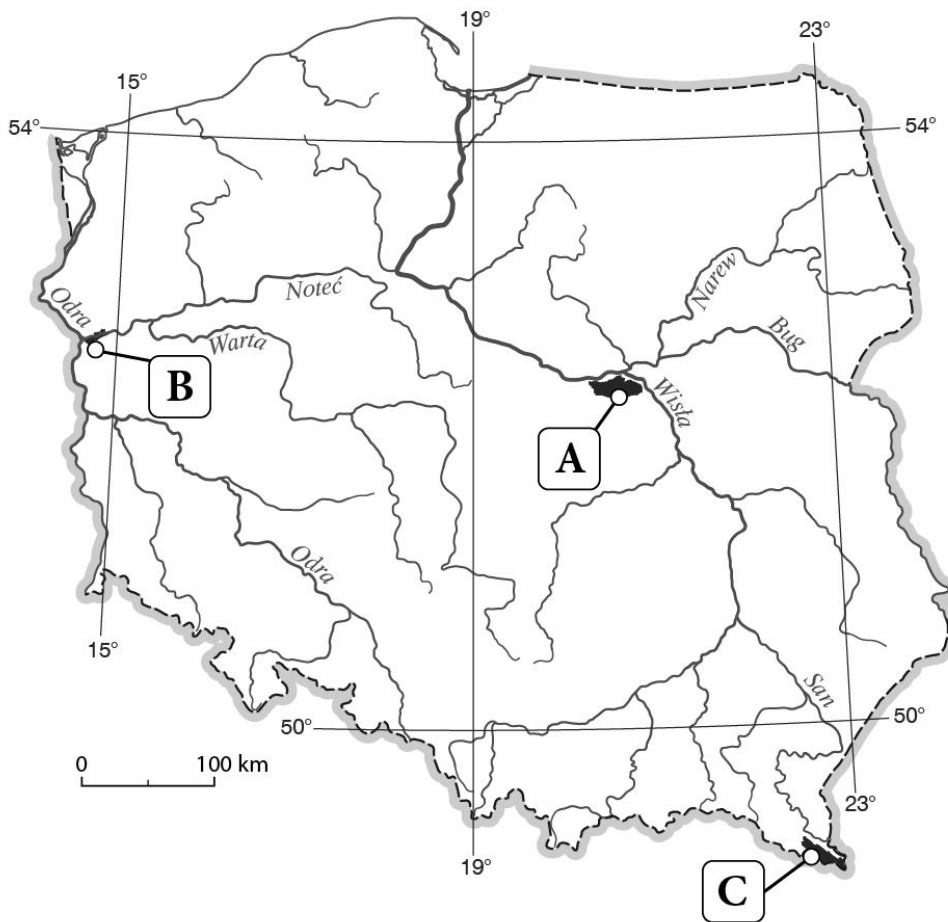 19°
23°
15°
54°
54°
Odra
Noteć
Narew
Warta
Bug
B
Wisła
A
Odra
15°
San
50°
50°
0 100 km
23°
19°
C